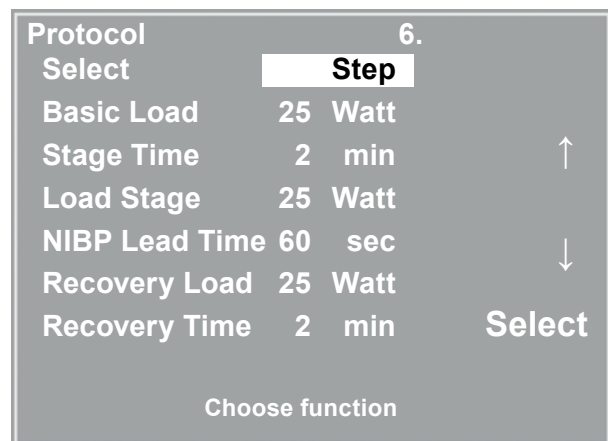 Protocol 6.
Select Step
Basic Load 25 Watt
Stage Time 2 min
↑
Load Stage 25 Watt
NIBP Lead Time 60 sec
↓
Recovery Load 25 Watt
Recovery Time 2 min Select
Choose function